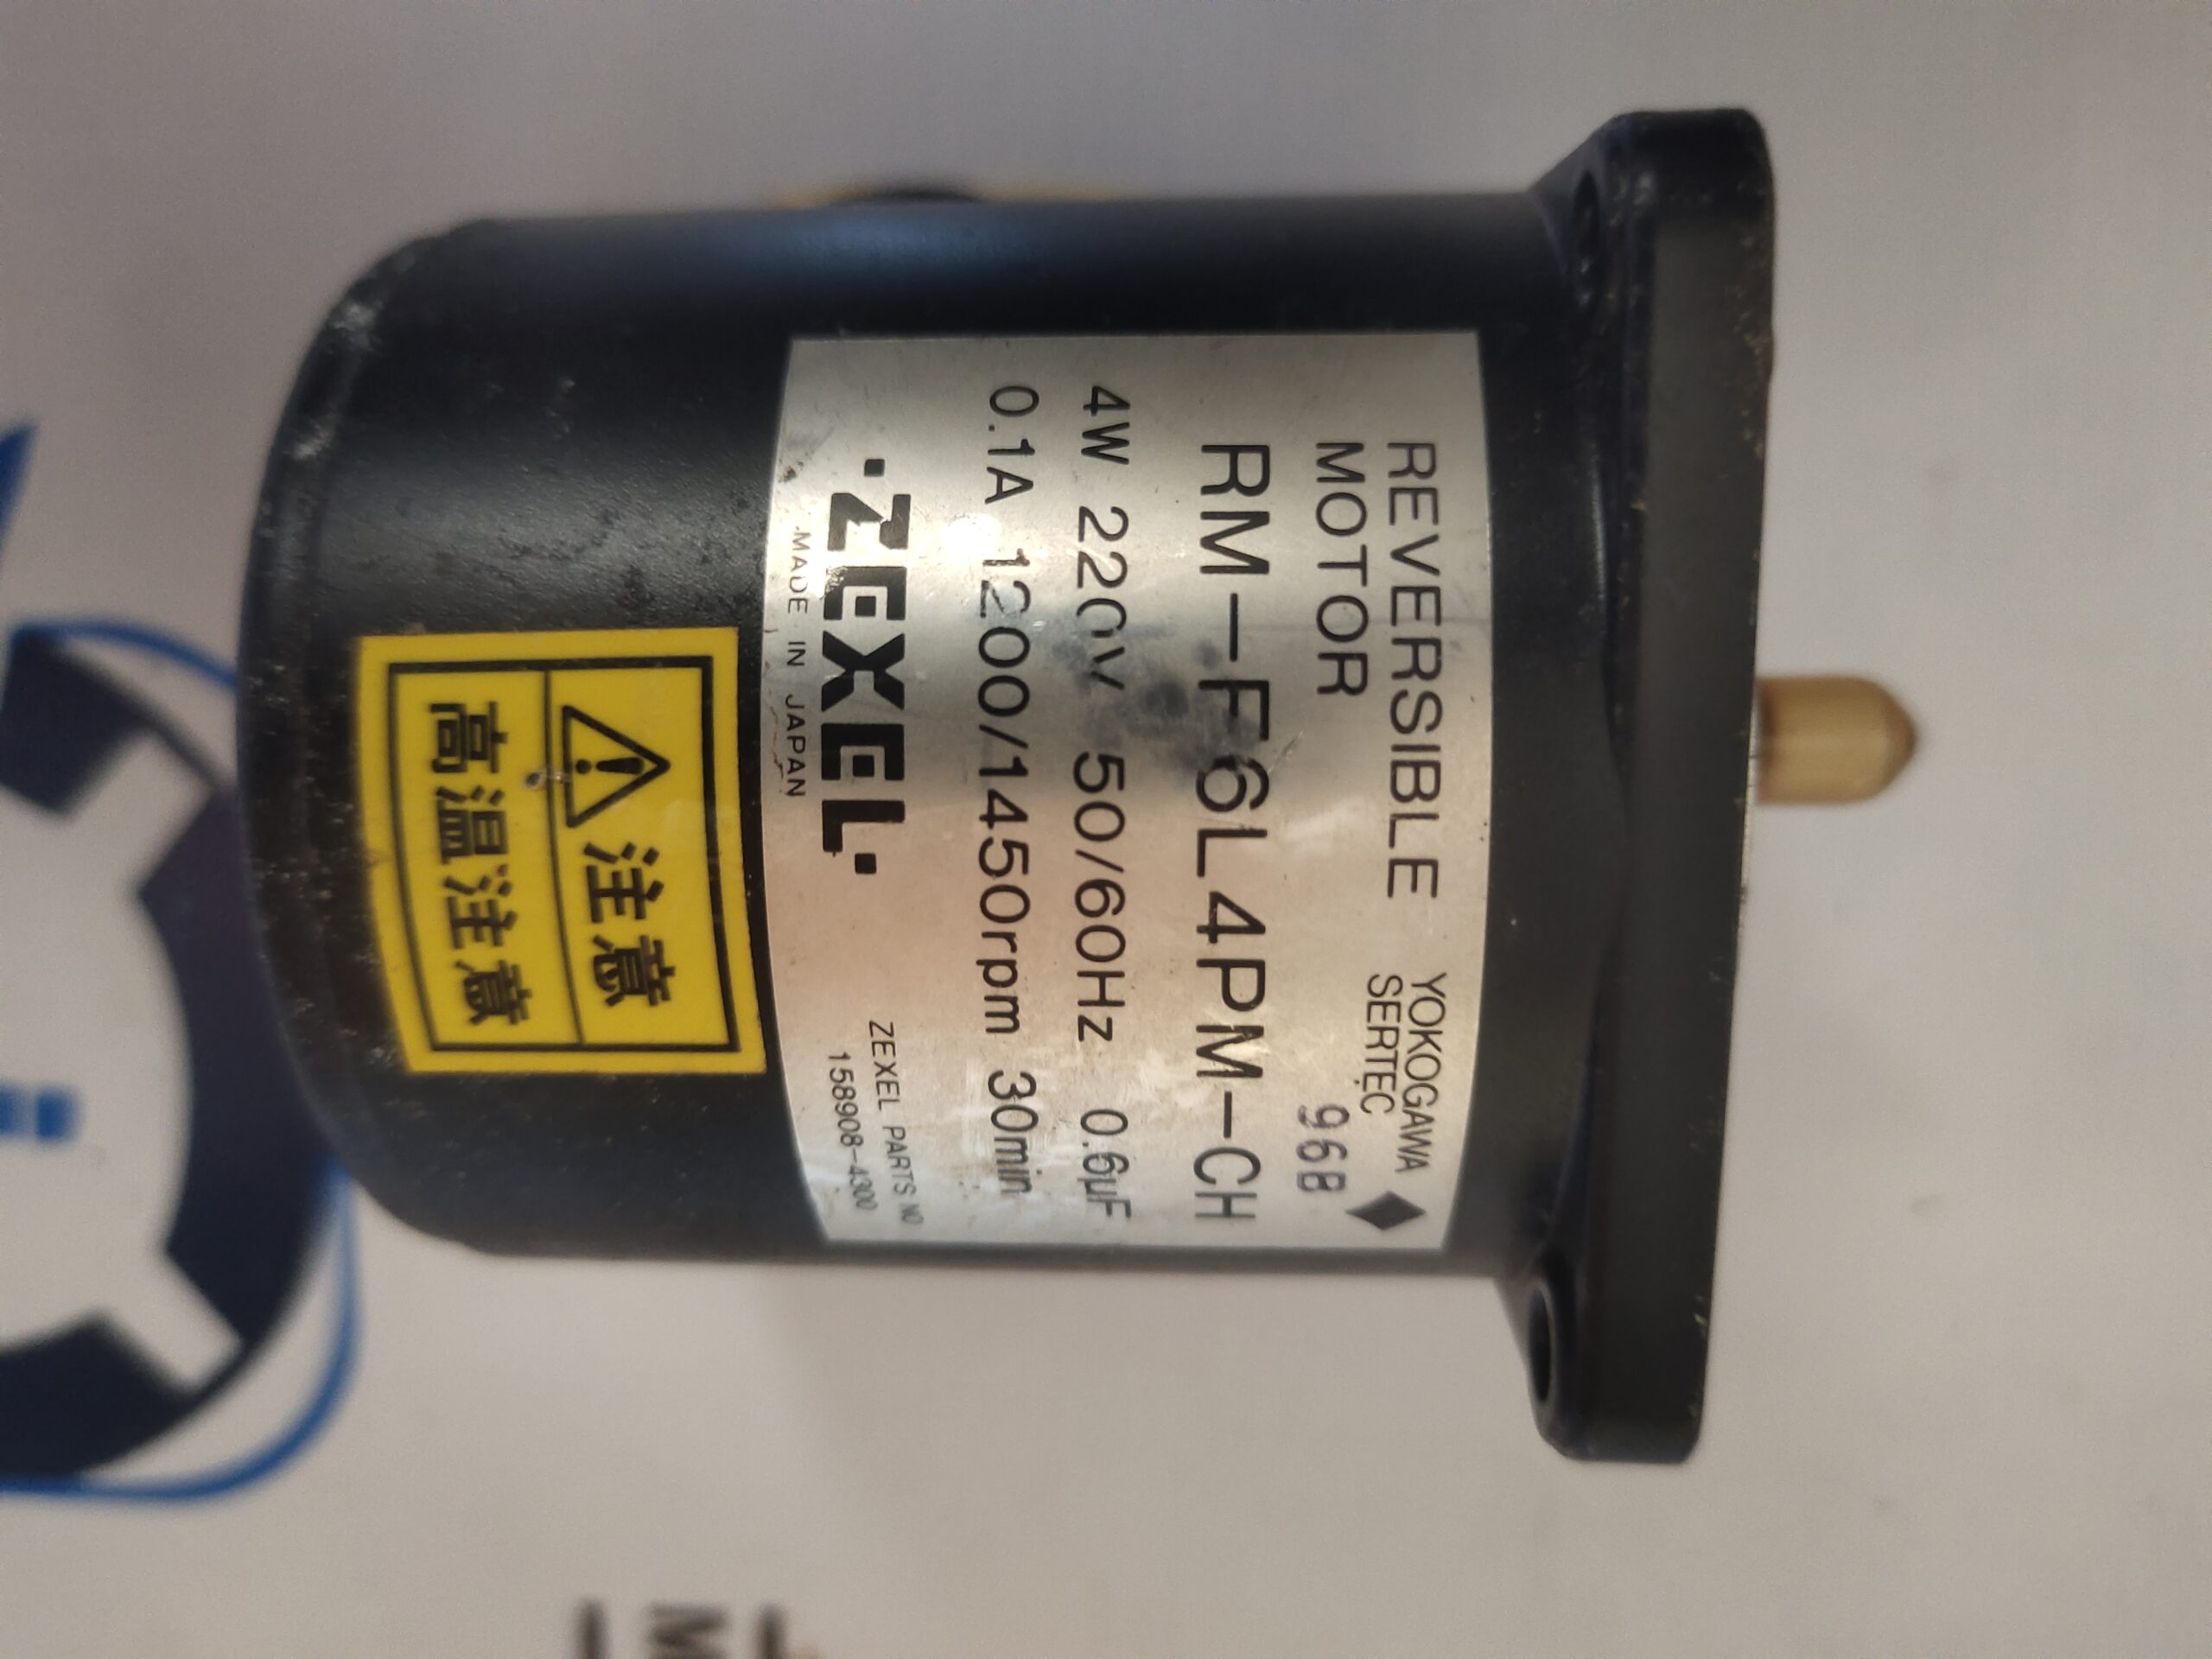 REVERSIBLE MOTOR
YOKOGAWA SERTEC
96B
RM-F6L4PM-CH
4W 220V 50/60Hz 0.6μF
0.1A 1200/1450rpm 30min
ZEXEL
ZEXEL PARTS NO
158908-4300
MADE IN JAPAN
注意
高温注意